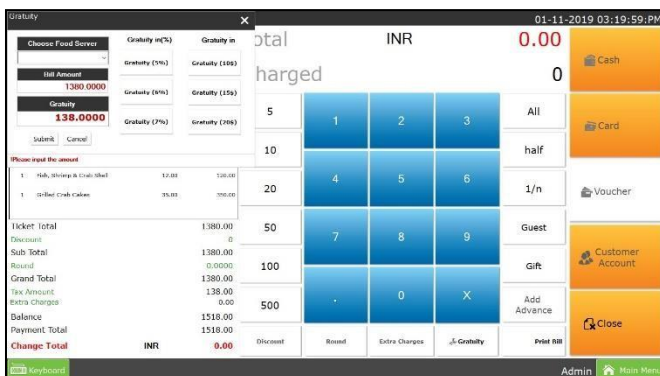 Gratuity X
01-11-2019 03:19:59:PM
Choose Food Server
Gratuity in(%) Gratuity in
Gratuity (5%) Gratuity (10$)
Bill Amount
1380.0000
Gratuity (6%) Gratuity (15$)
Gratuity
138.0000
Gratuity (7%) Gratuity (20$)
Submit Cancel
!Please input the amount
1 Fish, Shrimp & Crab Shell 12.00 120.00
1 Grilled Crab Cakes 35.00 350.00
Ticket Total 1380.00
Discount 0
Sub Total 1380.00
Round 0.0000
Grand Total 1380.00
Tax Amount 138.00
Extra Charges 0.00
Balance 1518.00
Payment Total 1518.00
Change Total INR 0.00
Keyboard
otal INR 0.00
harged 0
5 1 2 3 All
10 half
20 4 5 6 1/n
50 7 8 9 Guest
100 Gift
500 . 0 X Add Advance
Discount Round Extra Charges Gratuity Print Bill
Cash
Card
Voucher
Customer Account
Close
Admin Main Menu